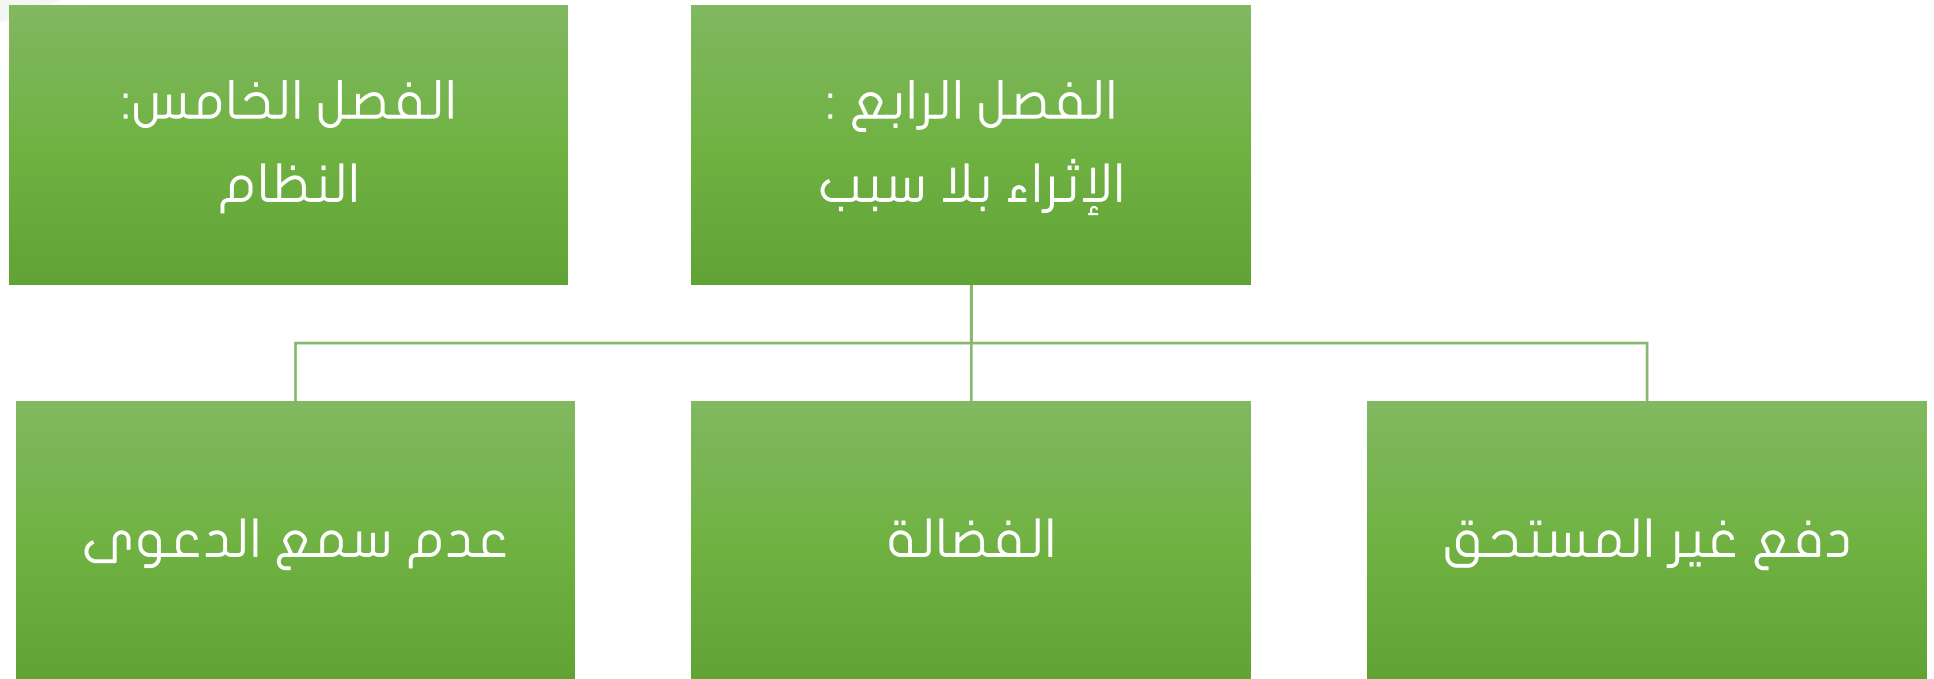 الفصل الرابع :
الإثراء بلا سبب
الفصل الخامس:
النظام
دفع غير المستحق
الفضالة
عدم سمع الدعوى